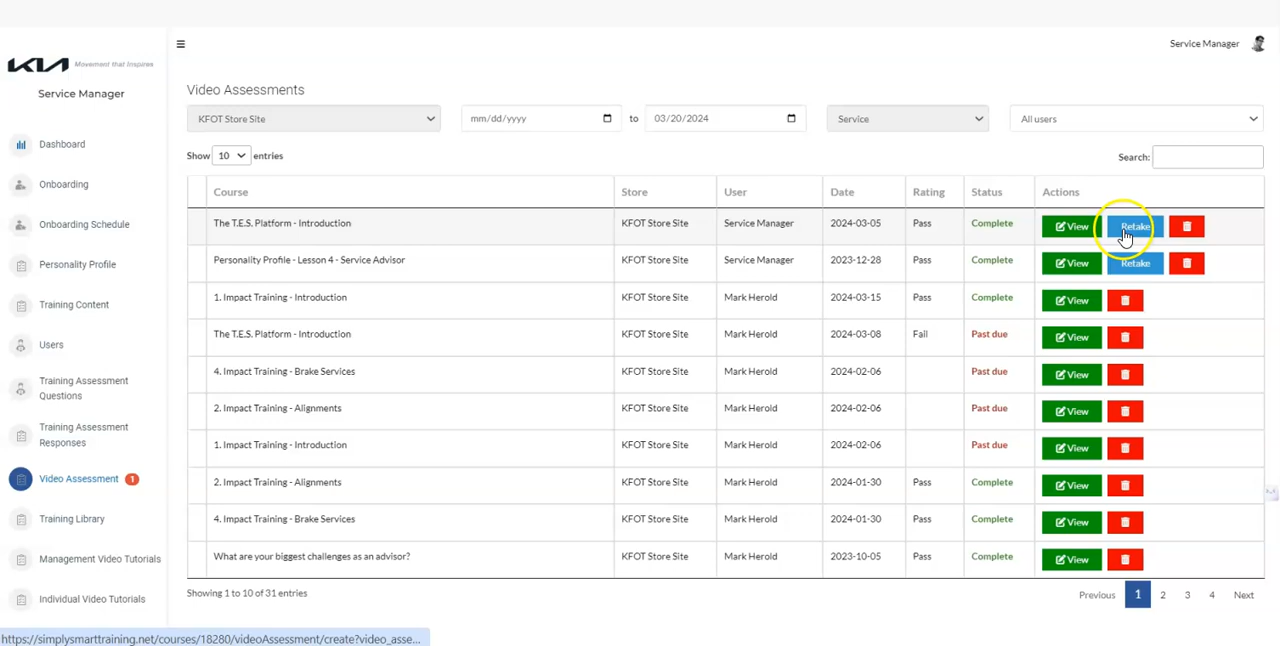 Service Manager
KIA Movement that Inspires
Service Manager
Dashboard
Onboarding
Onboarding Schedule
Personality Profile
Training Content
Users
Training Assessment
Questions
Training Assessment
Responses
Video Assessment 1
Training Library
Management Video Tutorials
Individual Video Tutorials
Video Assessments
KFOT Store Site mm/dd/yyyy to 03/20/2024 Service All users
Show 10 entries Search:
Course Store User Date Rating Status Actions
The T.E.S. Platform - Introduction KFOT Store Site Service Manager 2024-03-05 Pass Complete View Retake
Personality Profile - Lesson 4 - Service Advisor KFOT Store Site Service Manager 2023-12-28 Pass Complete View Retake
1. Impact Training - Introduction KFOT Store Site Mark Herold 2024-03-15 Pass Complete View
The T.E.S. Platform - Introduction KFOT Store Site Mark Herold 2024-03-08 Fail Past due View
4. Impact Training - Brake Services KFOT Store Site Mark Herold 2024-02-06 Past due View
2. Impact Training - Alignments KFOT Store Site Mark Herold 2024-02-06 Past due View
1. Impact Training - Introduction KFOT Store Site Mark Herold 2024-02-06 Past due View
2. Impact Training - Alignments KFOT Store Site Mark Herold 2024-01-30 Pass Complete View
4. Impact Training - Brake Services KFOT Store Site Mark Herold 2024-01-30 Pass Complete View
What are your biggest challenges as an advisor? KFOT Store Site Mark Herold 2023-10-05 Pass Complete View
Showing 1 to 10 of 31 entries Previous 1 2 3 4 Next
https://simplysmarttraining.net/courses/18280/videoAssessment/create?video_asse...